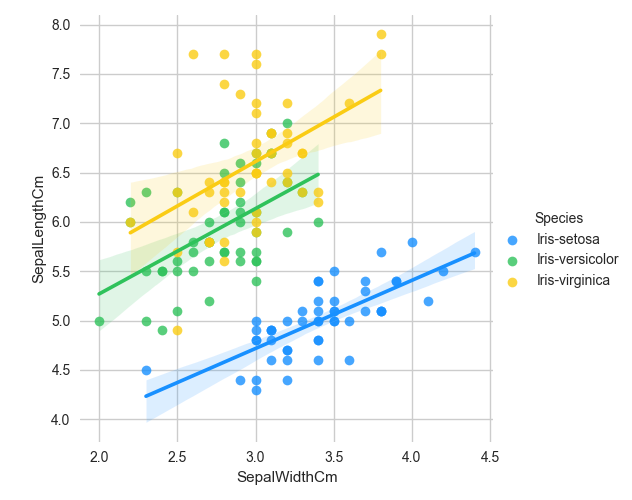 8.0
7.5
7.0
6.5
6.0
5.5
5.0
4.5
4.0
SepalLengthCm
2.0 2.5 3.0 3.5 4.0 4.5
SepalWidthCm
Species
Iris-setosa
Iris-versicolor
Iris-virginica